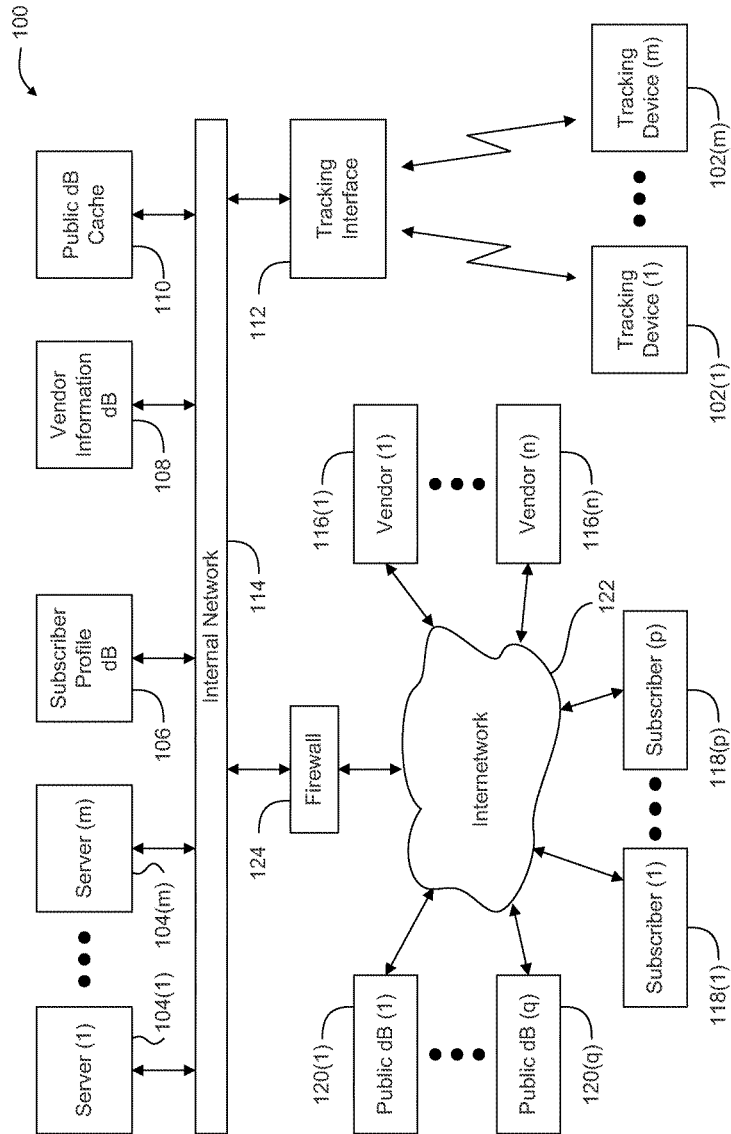 100
Server (1)
104(1)
Server (m)
104(m)
Subscriber
Profile
dB
106
Vendor
Information
dB
108
Public dB
Cache
110
Internal Network
114
Firewall
124
Tracking
Interface
112
Internetwork
122
Public dB (1)
120(1)
Public dB (q)
120(q)
Vendor (1)
116(1)
Vendor (n)
116(n)
Subscriber (1)
118(1)
Subscriber (p)
118(p)
Tracking
Device (1)
102(1)
Tracking
Device (m)
102(m)